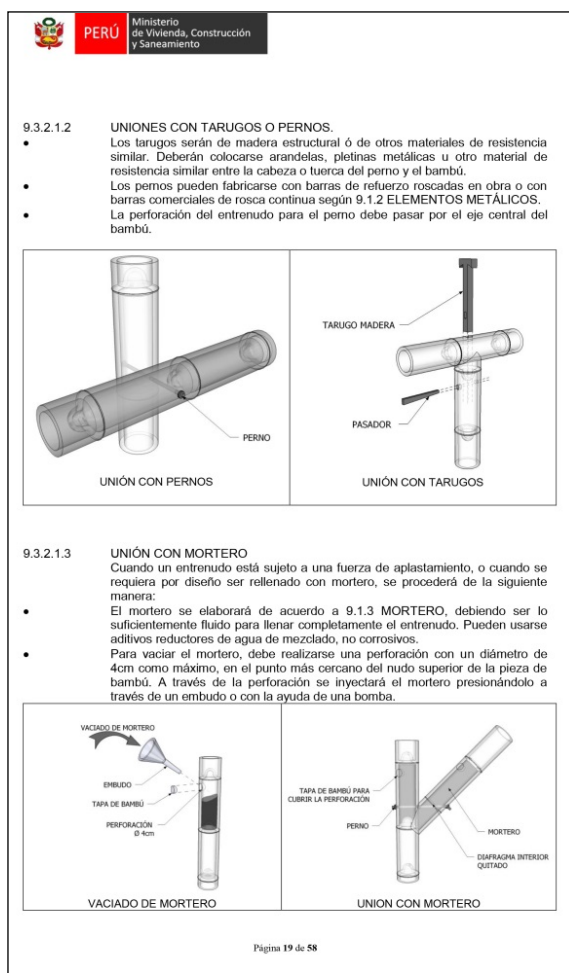 PERÚ
Ministerio
de Vivienda, Construcción
y Saneamiento
9.3.2.1.2 UNIONES CON TARUGOS O PERNOS.
• Los tarugos serán de madera estructural ó de otros materiales de resistencia
similar. Deberán colocarse arandelas, pletinas metálicas u otro material de
resistencia similar entre la cabeza o tuerca del perno y el bambú.
• Los pernos pueden fabricarse con barras de refuerzo roscadas en obra o con
barras comerciales de rosca continua según 9.1.2 ELEMENTOS METÁLICOS.
• La perforación del entrenudo para el perno debe pasar por el eje central del
bambú.
PERNO
UNIÓN CON PERNOS
TARUGO MADERA
PASADOR
UNIÓN CON TARUGOS
9.3.2.1.3 UNIÓN CON MORTERO
Cuando un entrenudo está sujeto a una fuerza de aplastamiento, o cuando se
requiera por diseño ser rellenado con mortero, se procederá de la siguiente
manera:
• El mortero se elaborará de acuerdo a 9.1.3 MORTERO, debiendo ser lo
suficientemente fluido para llenar completamente el entrenudo. Pueden usarse
aditivos reductores de agua de mezclado, no corrosivos.
• Para vaciar el mortero, debe realizarse una perforación con un diámetro de
4cm como máximo, en el punto más cercano del nudo superior de la pieza de
bambú. A través de la perforación se inyectará el mortero presionándolo a
través de un embudo o con la ayuda de una bomba.
VACIADO DE MORTERO
EMBUDO
TAPA DE BAMBÚ
PERFORACIÓN
Ø 4cm
VACIADO DE MORTERO
TAPA DE BAMBÚ PARA
CUBRIR LA PERFORACIÓN
PERNO
MORTERO
DIAFRAGMA INTERIOR
QUITADO
UNION CON MORTERO
Página 19 de 58